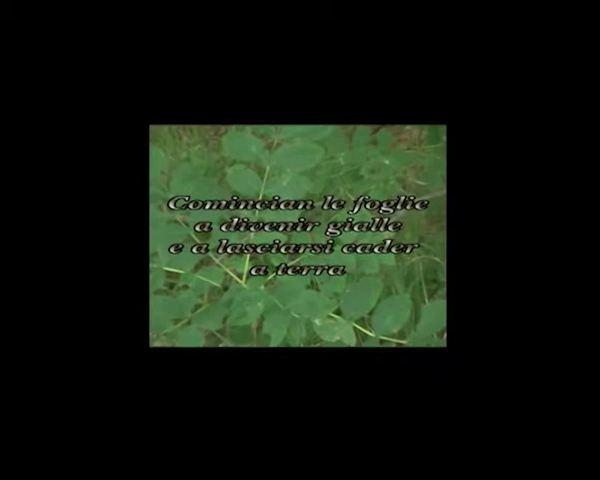 Comincian le foglie
a divenir gialle
e a lasciarsi cader
a terra